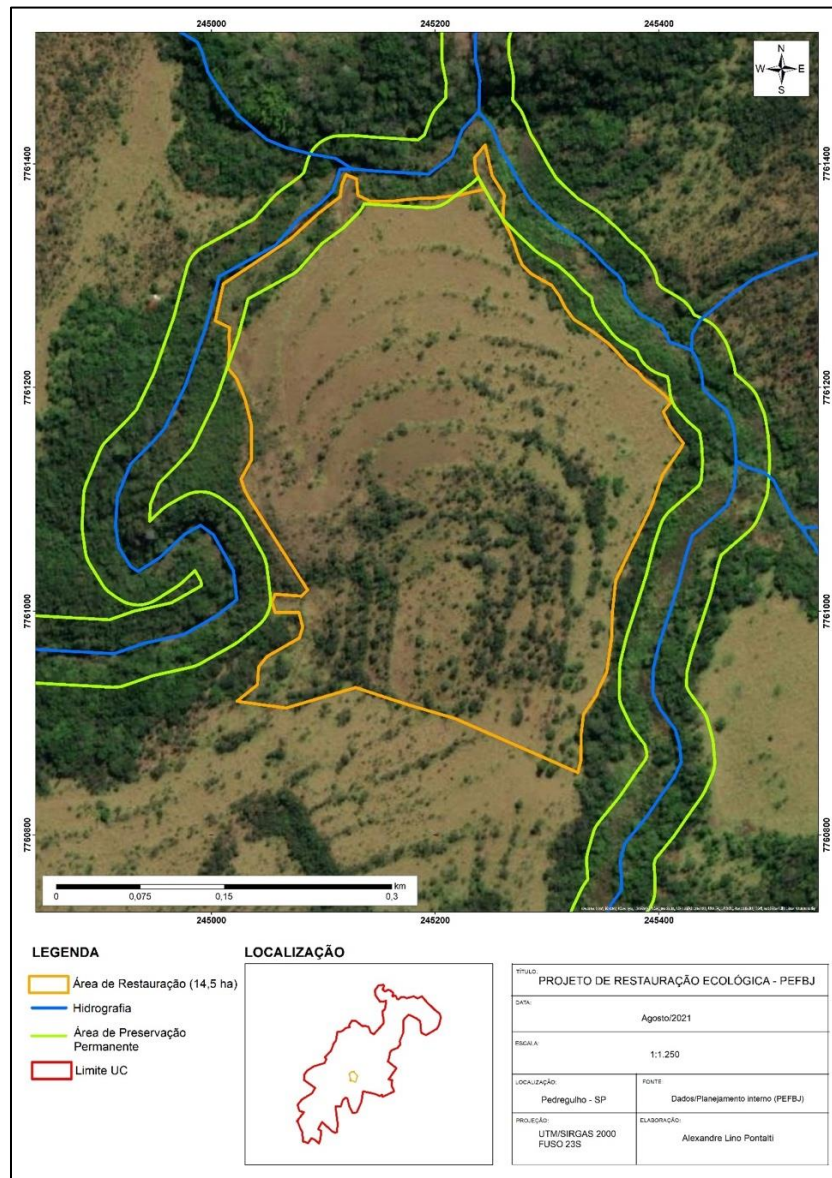 245000 245200 245400
N
W E
S
7761400 7761400
7761200 7761200
7761000 7761000
7760800 7760800
km
0 0,075 0,15 0,3
245000 245200 245400
LEGENDA
Área de Restauração (14,5 ha)
Hidrografia
Área de Preservação
Permanente
Limite UC
LOCALIZAÇÃO
TÍTULO:
PROJETO DE RESTAURAÇÃO ECOLÓGICA - PEFBJ
DATA:
Agosto/2021
ESCALA:
1:1.250
LOCALIZAÇÃO:
Pedregulho - SP
FONTE
Dados/Planejamento interno (PEFBJ)
PROJEÇÃO:
UTM/SIRGAS 2000
FUSO 23S
ELABORAÇÃO:
Alexandre Lino Pontalti